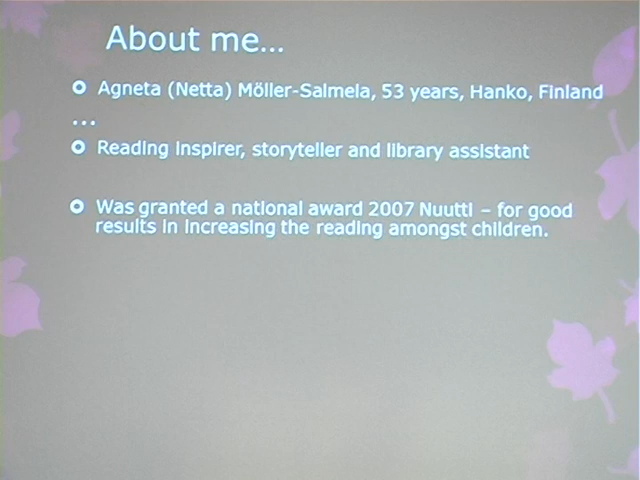 About me...
Agneta (Netta) Möller-Salmela, 53 years, Hanko, Finland
...
Reading inspirer, storyteller and library assistant
Was granted a national award 2007 Nuutti – for good
results in increasing the reading amongst children.